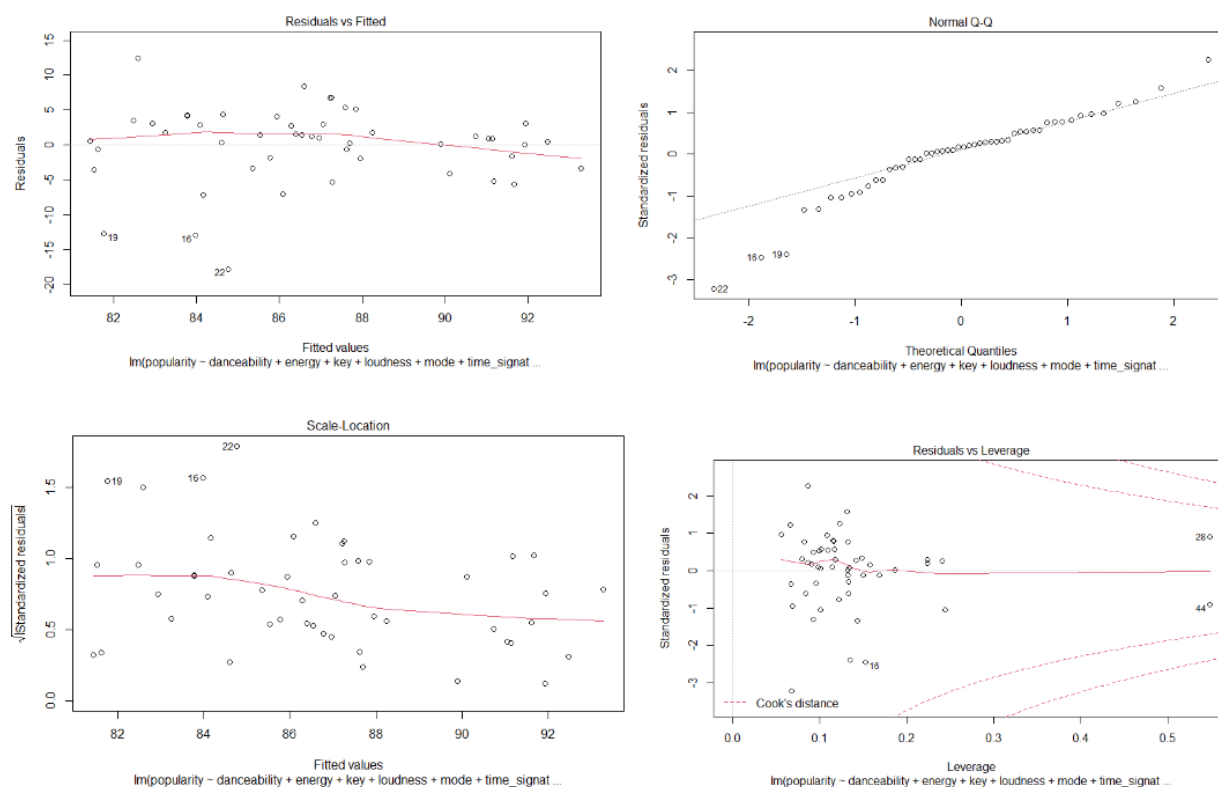 Residuals vs Fitted
Residuals
15
10
5
0
-5
-10
-15
-20
19
16
22
82 84 86 88 90 92
Fitted values
lm(popularity ~ danceability + energy + key + loudness + mode + time_signat ...
Normal Q-Q
Standardized residuals
2
1
0
-1
-2
-3
16
19
22
-2 -1 0 1 2
Theoretical Quantiles
lm(popularity ~ danceability + energy + key + loudness + mode + time_signat ...
Scale-Location
√|Standardized residuals|
1.5
1.0
0.5
0.0
22
19
16
82 84 86 88 90 92
Fitted values
lm(popularity ~ danceability + energy + key + loudness + mode + time_signat ...
Residuals vs Leverage
Standardized residuals
2
1
0
-1
-2
-3
28
44
16
Cook's distance
0.0 0.1 0.2 0.3 0.4 0.5
Leverage
lm(popularity ~ danceability + energy + key + loudness + mode + time_signat ...